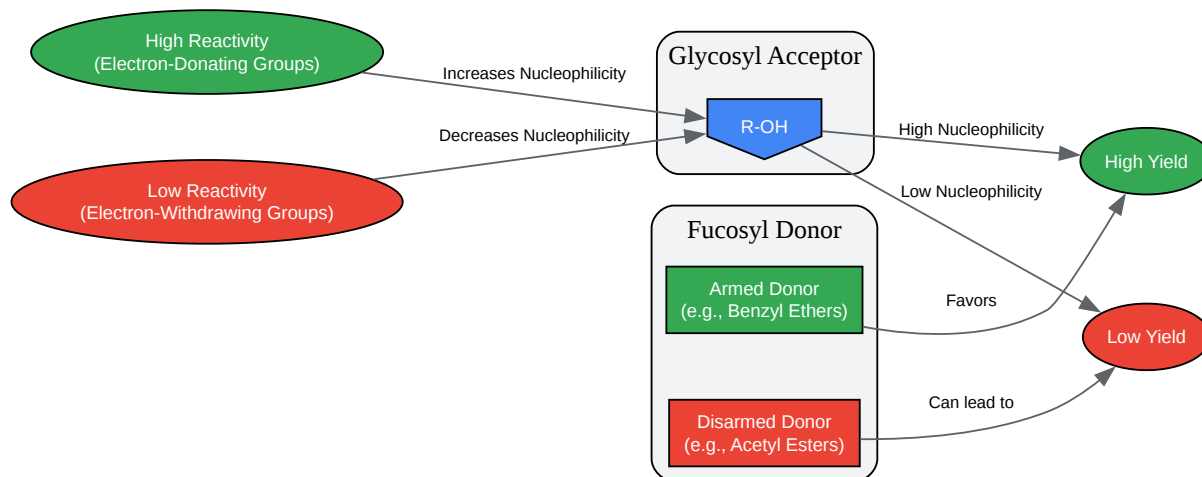 High Reactivity
(Electron-Donating Groups)
Increases Nucleophilicity
Glycosyl Acceptor
R-OH
High Nucleophilicity
High Yield
Decreases Nucleophilicity
Low Reactivity
(Electron-Withdrawing Groups)
Low Nucleophilicity
Fucosyl Donor
Armed Donor
(e.g., Benzyl Ethers)
Favors
Low Yield
Disarmed Donor
(e.g., Acetyl Esters)
Can lead to